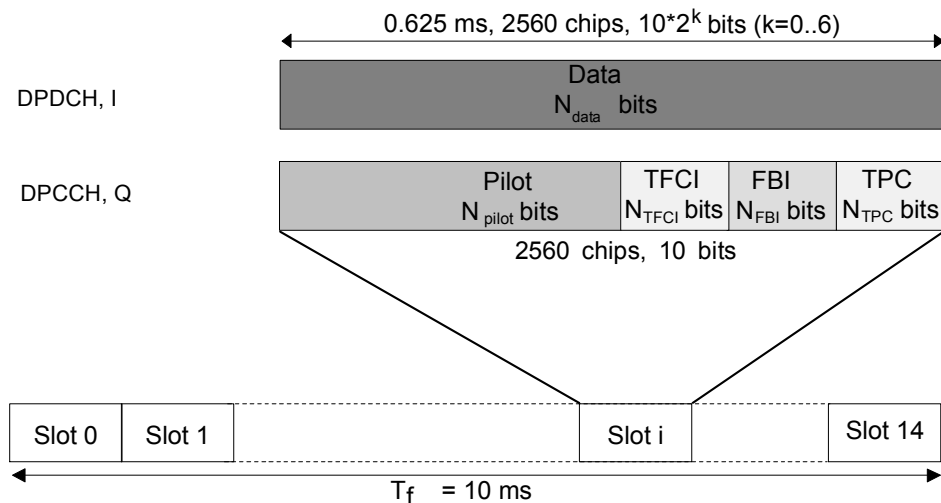 0.625 ms, 2560 chips, 10*2^k bits (k=0..6)
DPDCH, I
Data
N_data bits
DPCCH, Q
Pilot
N_pilot bits
TFCI
N_TFCI bits
FBI
N_FBI bits
TPC
N_TPC bits
2560 chips, 10 bits
Slot 0
Slot 1
Slot i
Slot 14
T_f = 10 ms